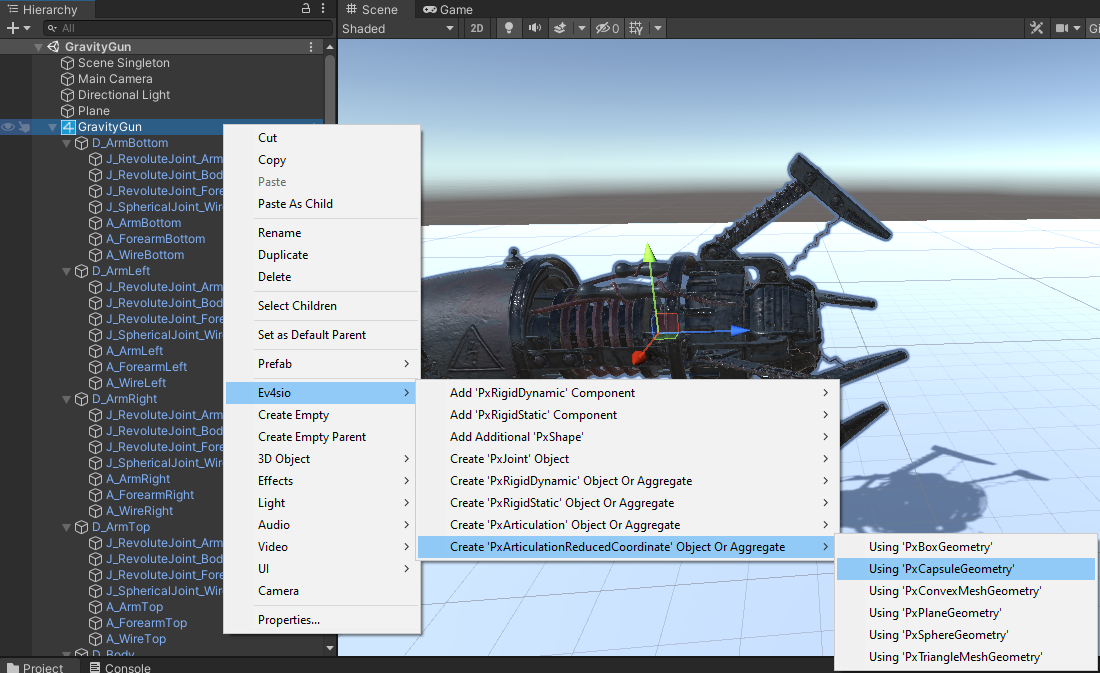 Hierarchy
Scene
Game
All
Shaded
2D
0
Gi
GravityGun
Scene Singleton
Main Camera
Directional Light
Plane
GravityGun
D_ArmBottom
J_RevoluteJoint_Arm
J_RevoluteJoint_Bod
J_RevoluteJoint_Fore
J_SphericalJoint_Wire
A_ArmBottom
A_ForearmBottom
A_WireBottom
D_ArmLeft
J_RevoluteJoint_Arm
J_RevoluteJoint_Bod
J_RevoluteJoint_Fore
J_SphericalJoint_Wire
A_ArmLeft
A_ForearmLeft
A_WireLeft
D_ArmRight
J_RevoluteJoint_Arm
J_RevoluteJoint_Bod
J_RevoluteJoint_Fore
J_SphericalJoint_Wire
A_ArmRight
A_ForearmRight
A_WireRight
D_ArmTop
J_RevoluteJoint_Arm
J_RevoluteJoint_Bod
J_RevoluteJoint_Fore
J_SphericalJoint_Wire
A_ArmTop
A_ForearmTop
A_WireTop
D_Body
Cut
Copy
Paste
Paste As Child
Rename
Duplicate
Delete
Select Children
Set as Default Parent
Prefab
Ev4sio
Create Empty
Create Empty Parent
3D Object
Effects
Light
Audio
Video
UI
Camera
Properties...
Add 'PxRigidDynamic' Component
Add 'PxRigidStatic' Component
Add Additional 'PxShape'
Create 'PxJoint' Object
Create 'PxRigidDynamic' Object Or Aggregate
Create 'PxRigidStatic' Object Or Aggregate
Create 'PxArticulation' Object Or Aggregate
Create 'PxArticulationReducedCoordinate' Object Or Aggregate
Using 'PxBoxGeometry'
Using 'PxCapsuleGeometry'
Using 'PxConvexMeshGeometry'
Using 'PxPlaneGeometry'
Using 'PxSphereGeometry'
Using 'PxTriangleMeshGeometry'
Project
Console